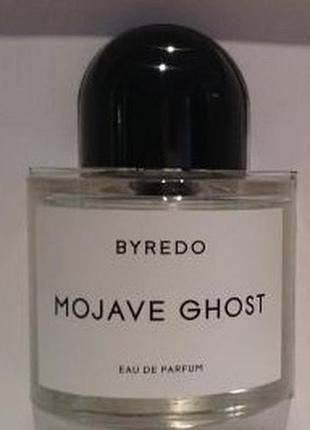 BYREDO
MOJAVE GHOST
EAU DE PARFUM